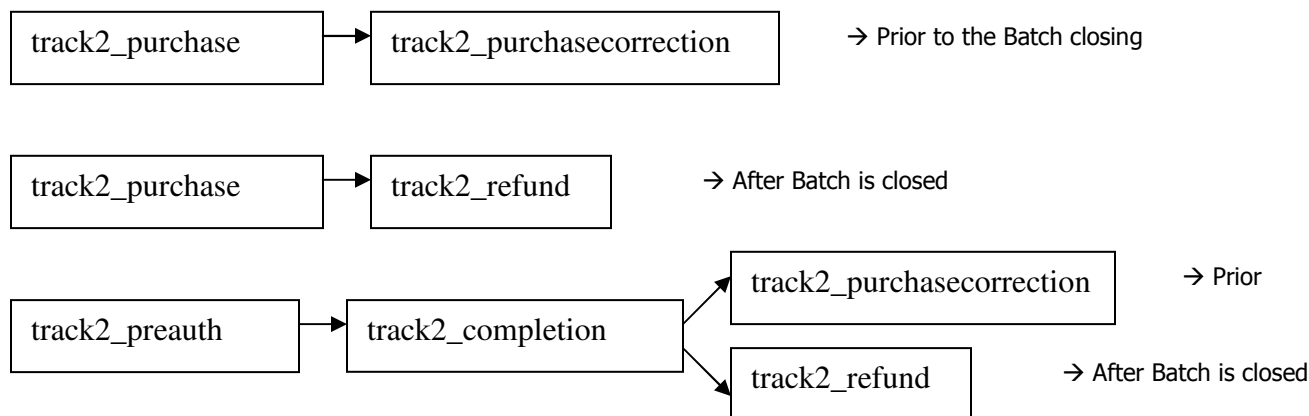 track2_purchase track2_purchasecorrection → Prior to the Batch closing
track2_purchase track2_refund → After Batch is closed
track2_purchasecorrection → Prior
track2_preauth track2_completion
track2_refund → After Batch is closed